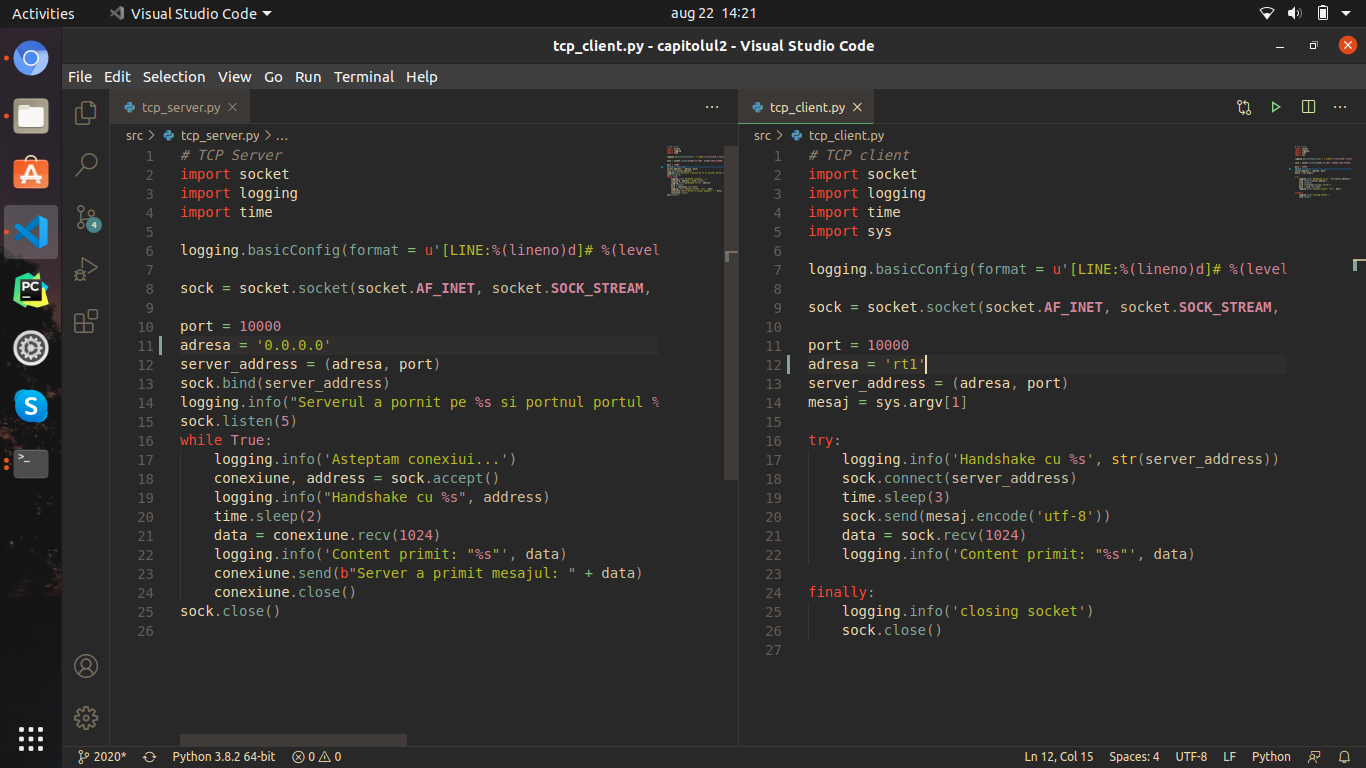 Activities
Visual Studio Code
aug 22 14:21
tcp_client.py - capitolul2 - Visual Studio Code
File Edit Selection View Go Run Terminal Help
tcp_server.py
src > tcp_server.py > ...
1 # TCP Server
2 import socket
3 import logging
4 import time
5
6 logging.basicConfig(format = u'[LINE:%(lineno)d]# %(level
7
8 sock = socket.socket(socket.AF_INET, socket.SOCK_STREAM,
9
10 port = 10000
11 adresa = '0.0.0.0'
12 server_address = (adresa, port)
13 sock.bind(server_address)
14 logging.info("Serverul a pornit pe %s si portnul portul %
15 sock.listen(5)
16 while True:
17     logging.info('Asteptam conexiui...')
18     conexiune, address = sock.accept()
19     logging.info("Handshake cu %s", address)
20     time.sleep(2)
21     data = conexiune.recv(1024)
22     logging.info('Content primit: "%s"', data)
23     conexiune.send(b"Server a primit mesajul: " + data)
24     conexiune.close()
25 sock.close()
26
tcp_client.py
src > tcp_client.py
1 # TCP client
2 import socket
3 import logging
4 import time
5 import sys
6
7 logging.basicConfig(format = u'[LINE:%(lineno)d]# %(level
8
9 sock = socket.socket(socket.AF_INET, socket.SOCK_STREAM,
10
11 port = 10000
12 adresa = 'rt1'
13 server_address = (adresa, port)
14 mesaj = sys.argv[1]
15
16 try:
17     logging.info('Handshake cu %s', str(server_address))
18     sock.connect(server_address)
19     time.sleep(3)
20     sock.send(mesaj.encode('utf-8'))
21     data = sock.recv(1024)
22     logging.info('Content primit: "%s"', data)
23
24 finally:
25     logging.info('closing socket')
26     sock.close()
27
4
PC
S
>_
2020*
Python 3.8.2 64-bit
0 0
Ln 12, Col 15
Spaces: 4
UTF-8
LF
Python